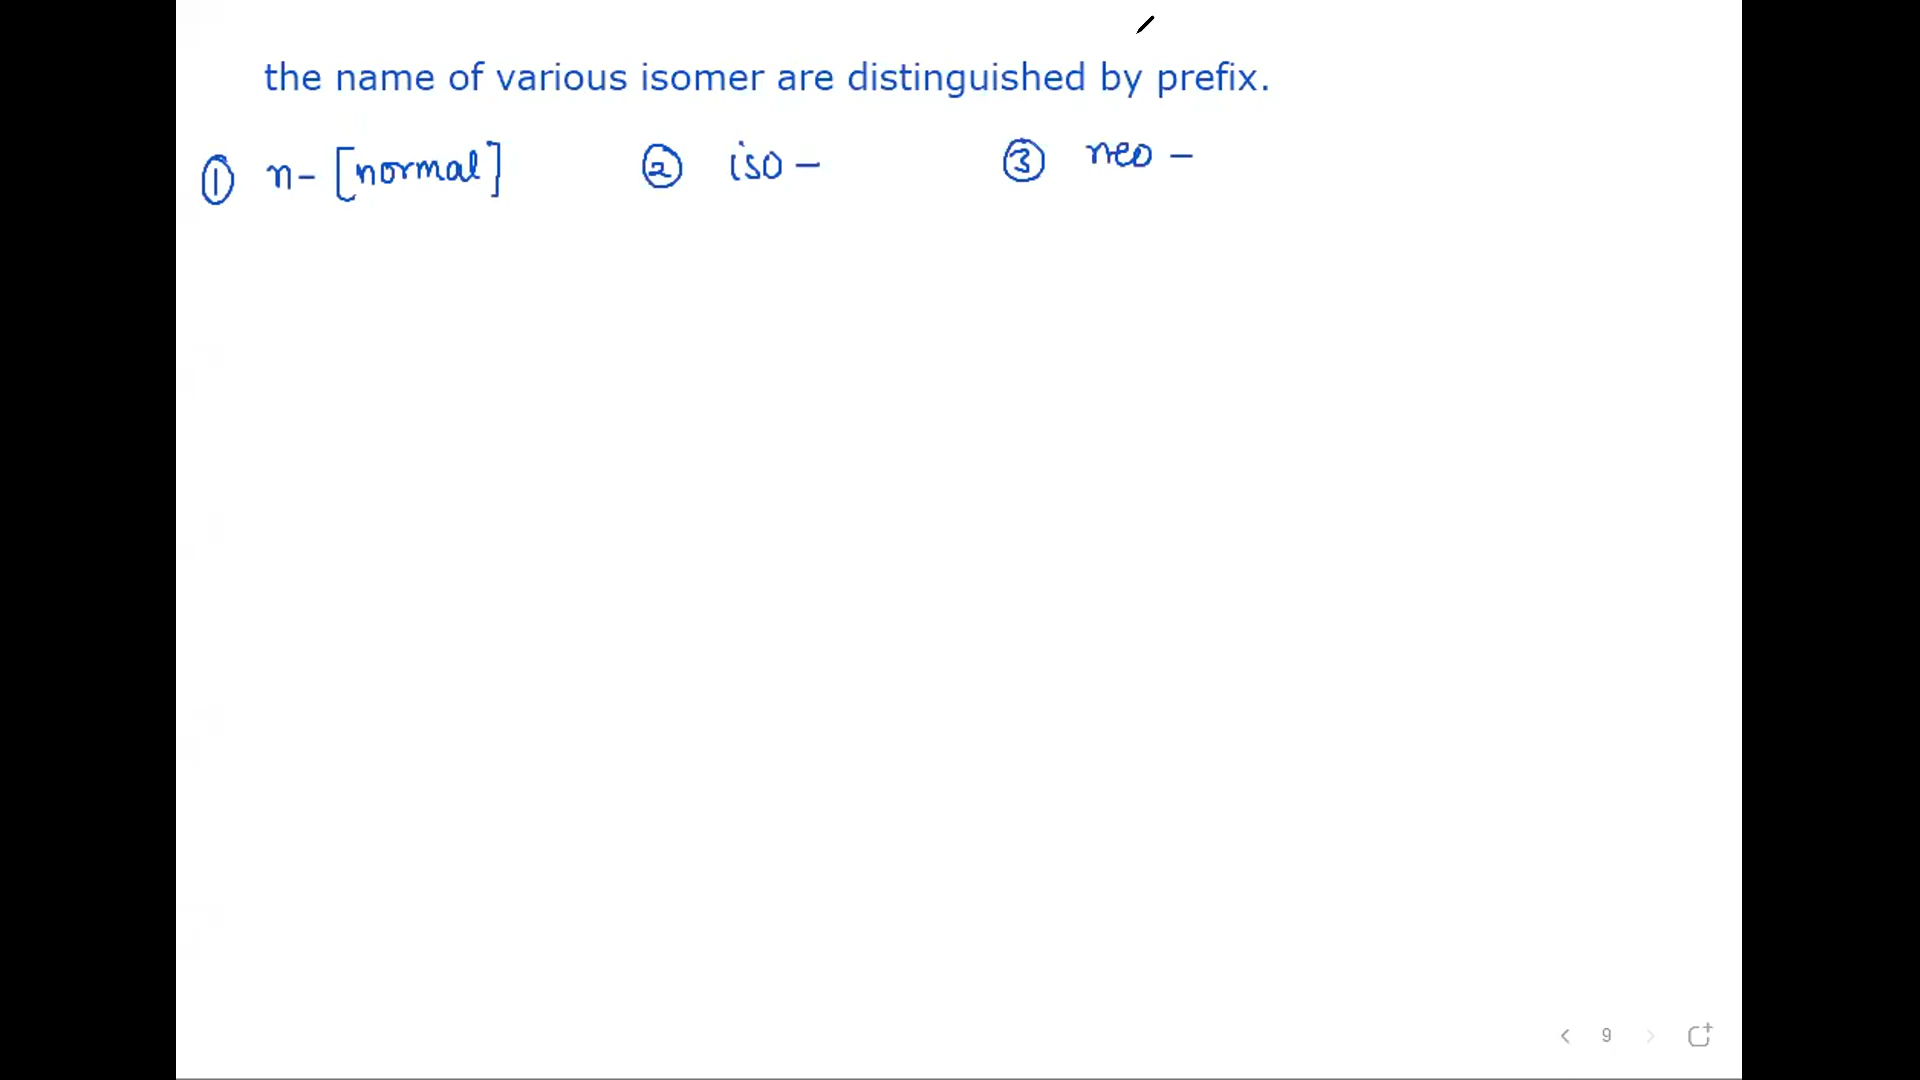 the name of various isomer are distinguished by prefix.
① n- [normal] ② iso - ③ neo -
9